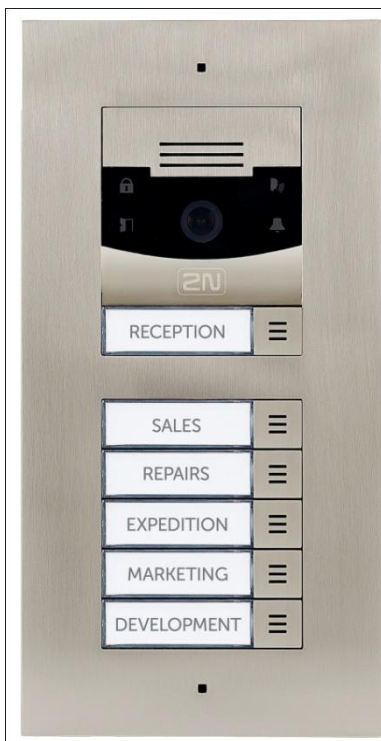 2N
RECEPTION
SALES
REPAIRS
EXPEDITION
MARKETING
DEVELOPMENT